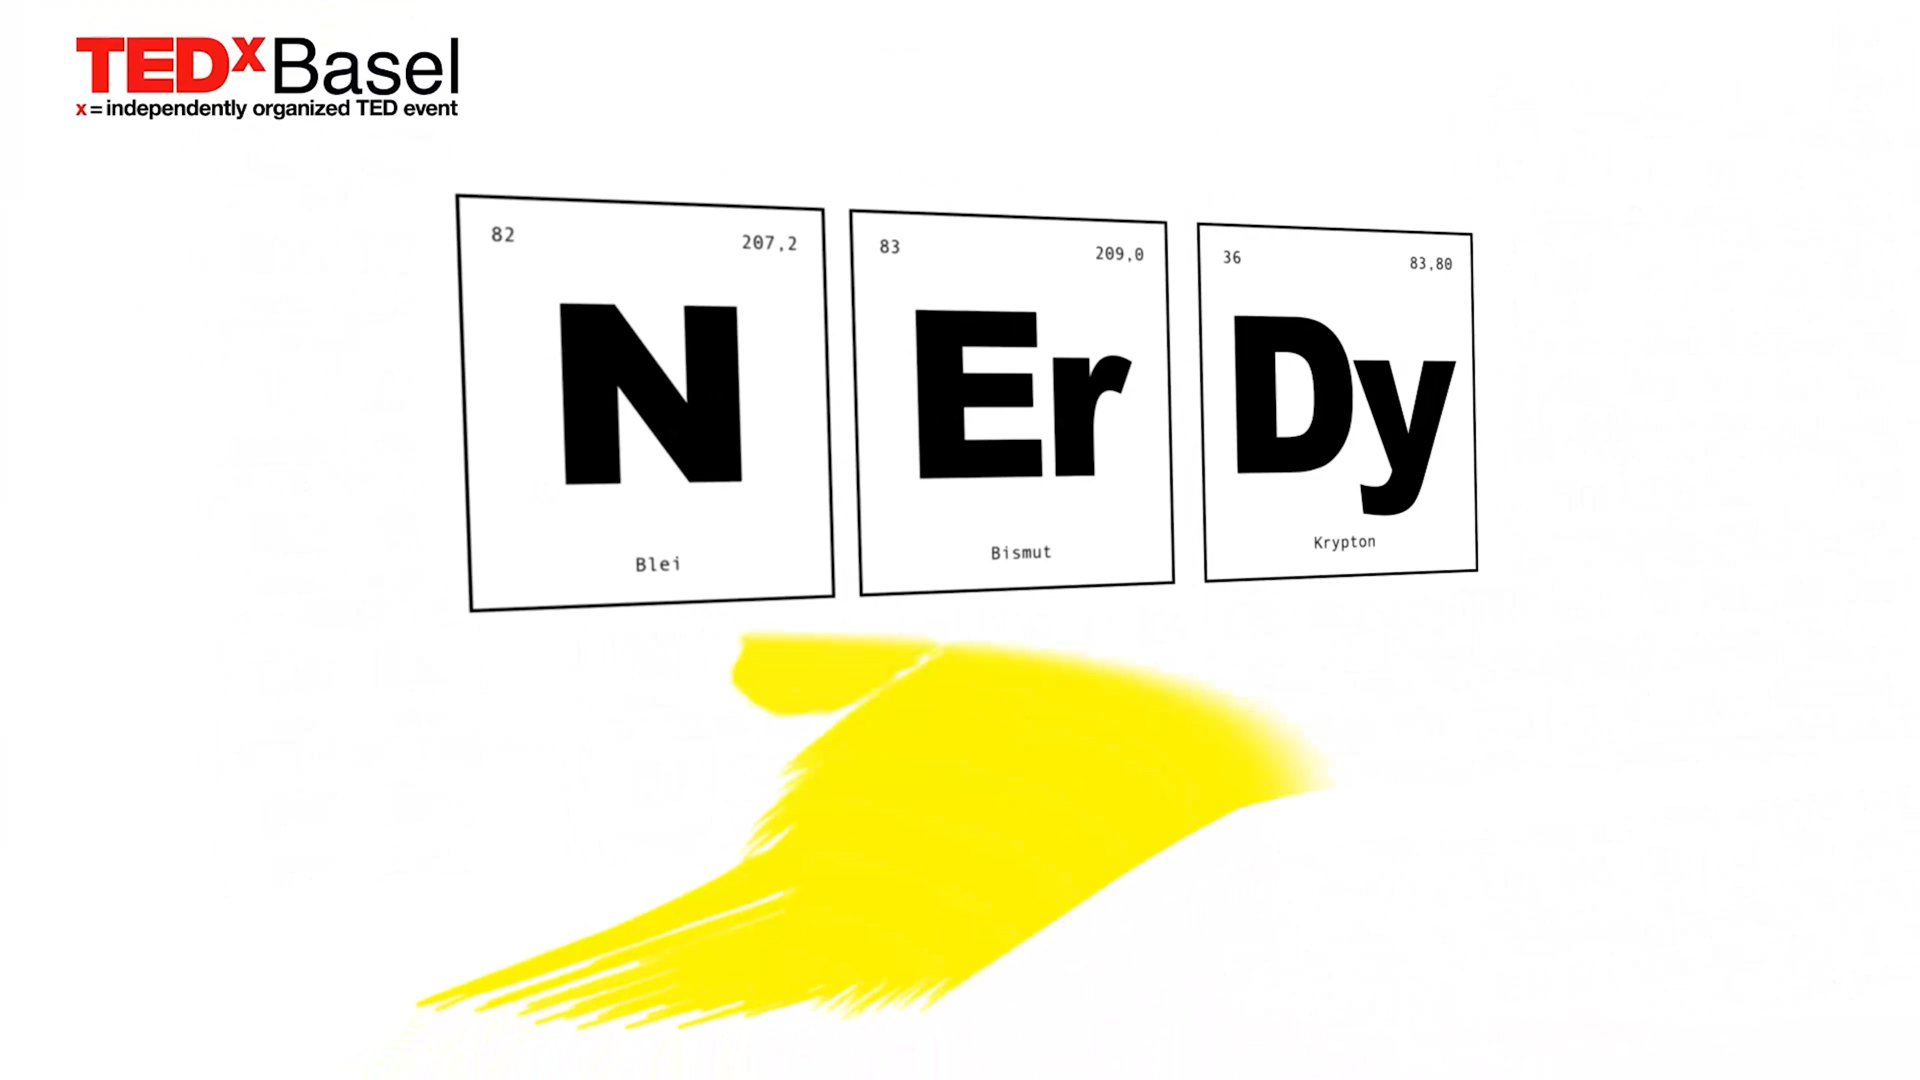 TEDxBasel
x = independently organized TED event
82 207,2
N
Blei
83 209,0
Er
Bismut
36 83,80
Dy
Krypton